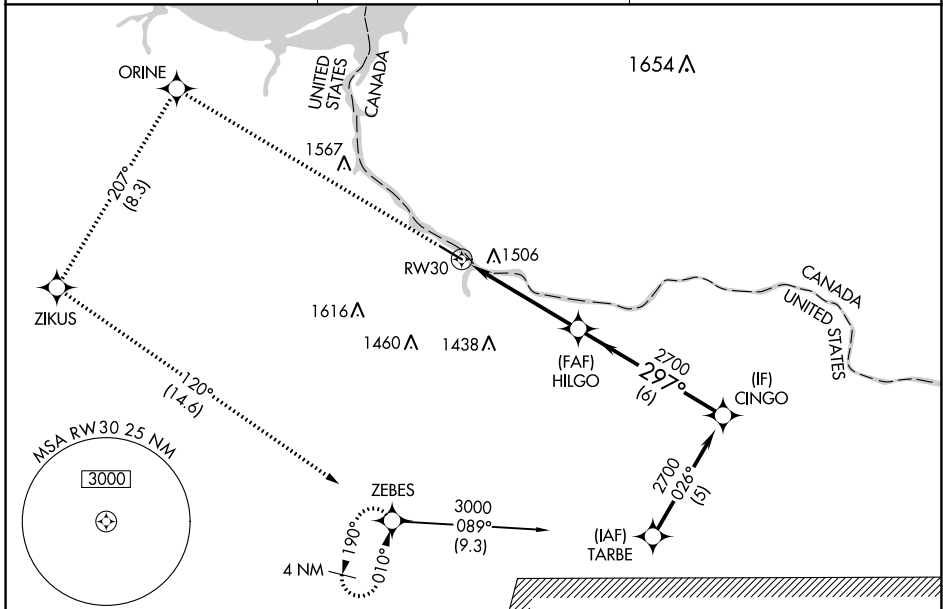 ORINE
UNITED
STATES
CANADA
1654
1567
207°
(8.3)
RW30
1506
CANADA
UNITED STATES
ZIKUS
1616
1460
1438
(FAF)
HILGO
2700
297°
(6)
(IF)
CINGO
120°
(14.6)
MSA RW30 25 NM
3000
2700
026°
(5)
ZEBES
3000
089°
(9.3)
190°
010°
4 NM
(IAF)
TARBE